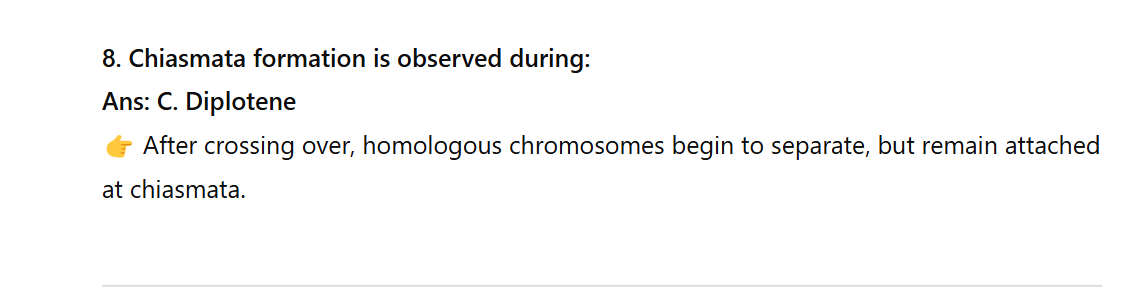 8. Chiasmata formation is observed during:
Ans: C. Diplotene
👉 After crossing over, homologous chromosomes begin to separate, but remain attached
at chiasmata.